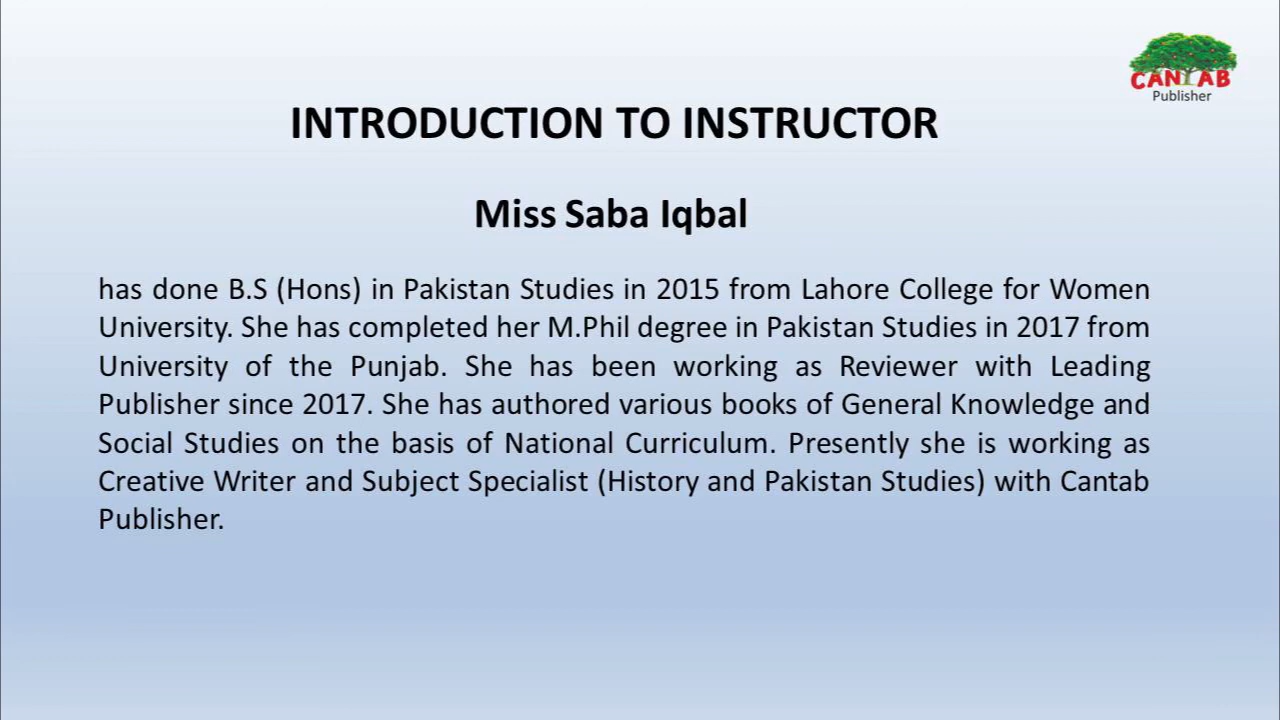 CANTAB
Publisher
INTRODUCTION TO INSTRUCTOR
Miss Saba Iqbal
has done B.S (Hons) in Pakistan Studies in 2015 from Lahore College for Women
University. She has completed her M.Phil degree in Pakistan Studies in 2017 from
University of the Punjab. She has been working as Reviewer with Leading
Publisher since 2017. She has authored various books of General Knowledge and
Social Studies on the basis of National Curriculum. Presently she is working as
Creative Writer and Subject Specialist (History and Pakistan Studies) with Cantab
Publisher.